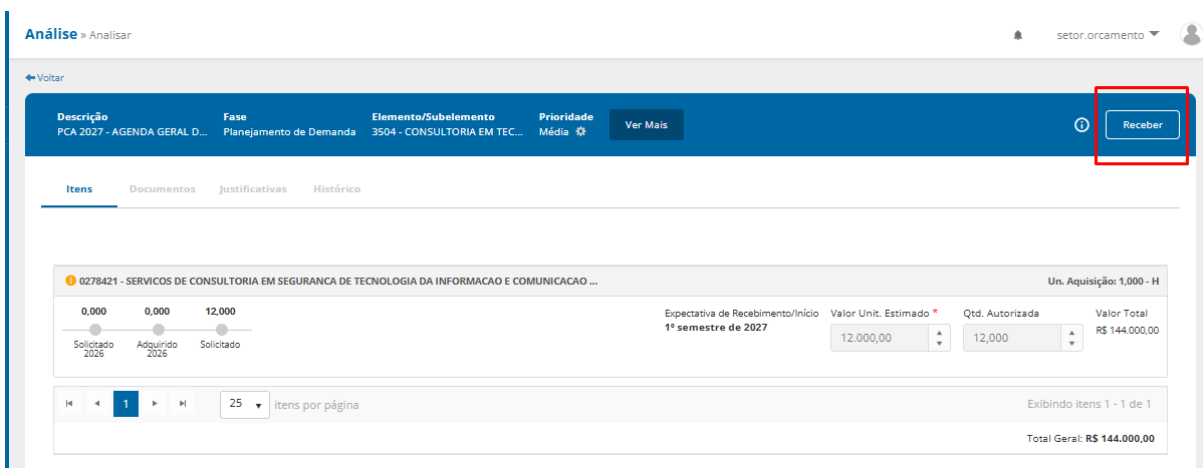 Análise » Analisar
setor.orcamento
Voltar
Descrição
PCA 2027 - AGENDA GERAL D...
Fase
Planejamento de Demanda
Elemento/Subelemento
3504 - CONSULTORIA EM TEC...
Prioridade
Média
Ver Mais
Receber
Itens Documentos Justificativas Histórico
0278421 - SERVICOS DE CONSULTORIA EM SEGURANCA DE TECNOLOGIA DA INFORMACAO E COMUNICACAO ...
Un. Aquisição: 1,000 - H
0,000 0,000 12,000
Solicitado Adquirido Solicitado
2026 2026
Expectativa de Recebimento/Início
1º semestre de 2027
Valor Unit. Estimado *
12.000,00
Qtd. Autorizada
12,000
Valor Total
R$ 144.000,00
1
25
itens por página
Exibindo itens 1 - 1 de 1
Total Geral: R$ 144.000,00